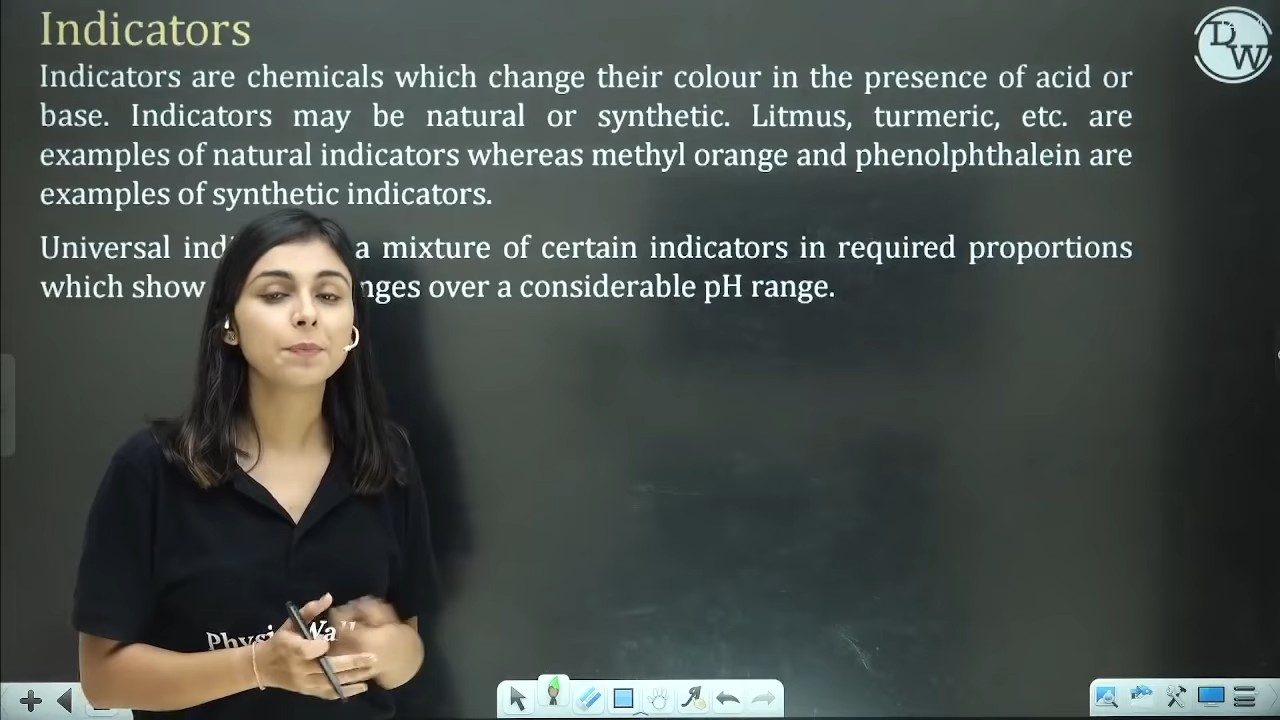 Indicators
Indicators are chemicals which change their colour in the presence of acid or
base. Indicators may be natural or synthetic. Litmus, turmeric, etc. are
examples of natural indicators whereas methyl orange and phenolphthalein are
examples of synthetic indicators.
Universal a mixture of certain indicators in required proportions
which show over a considerable pH range.